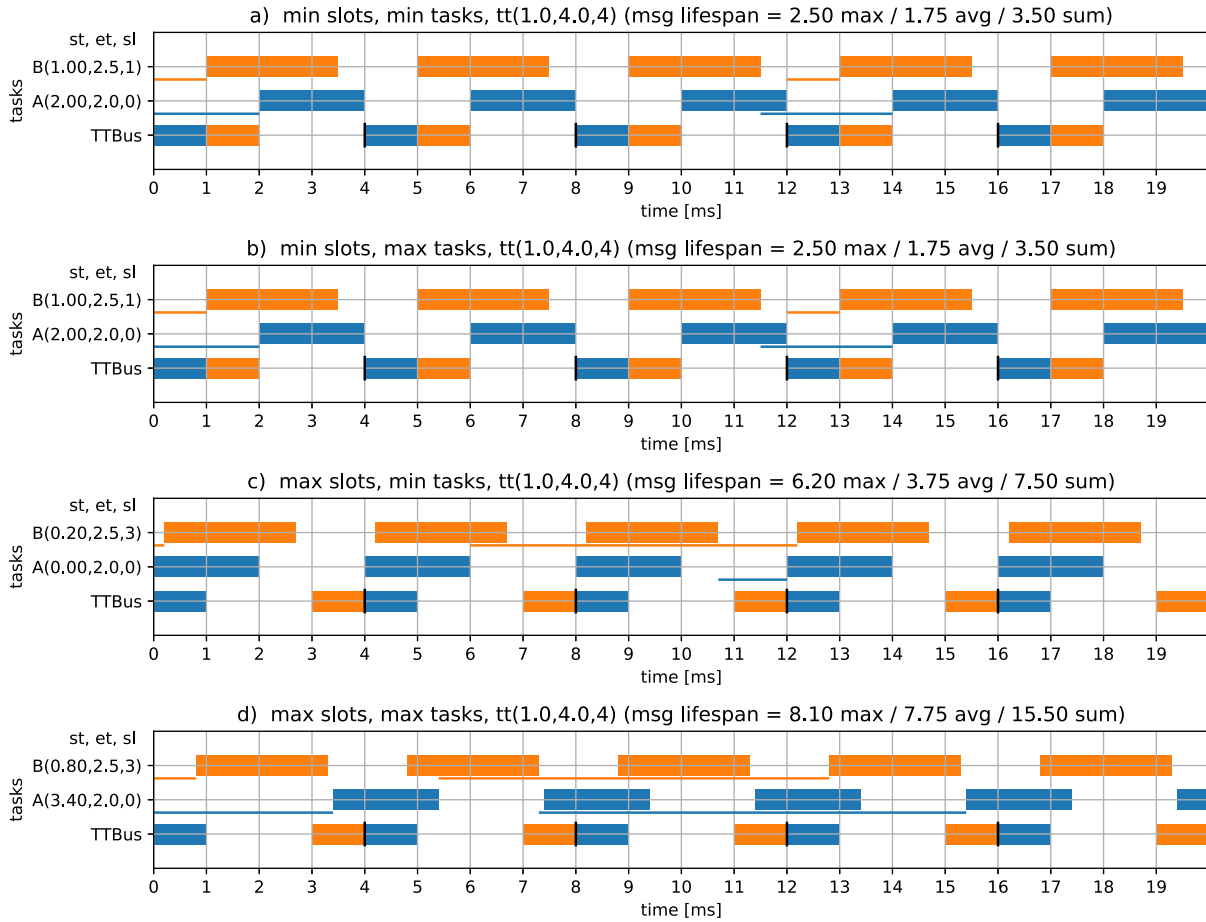 a)  min slots, min tasks, tt(1.0,4.0,4) (msg lifespan = 2.50 max / 1.75 avg / 3.50 sum)
st, et, sl
B(1.00,2.5,1)
A(2.00,2.0,0)
TTBus
tasks
0 1 2 3 4 5 6 7 8 9 10 11 12 13 14 15 16 17 18 19
time [ms]
b)  min slots, max tasks, tt(1.0,4.0,4) (msg lifespan = 2.50 max / 1.75 avg / 3.50 sum)
st, et, sl
B(1.00,2.5,1)
A(2.00,2.0,0)
TTBus
tasks
0 1 2 3 4 5 6 7 8 9 10 11 12 13 14 15 16 17 18 19
time [ms]
c)  max slots, min tasks, tt(1.0,4.0,4) (msg lifespan = 6.20 max / 3.75 avg / 7.50 sum)
st, et, sl
B(0.20,2.5,3)
A(0.00,2.0,0)
TTBus
tasks
0 1 2 3 4 5 6 7 8 9 10 11 12 13 14 15 16 17 18 19
time [ms]
d)  max slots, max tasks, tt(1.0,4.0,4) (msg lifespan = 8.10 max / 7.75 avg / 15.50 sum)
st, et, sl
B(0.80,2.5,3)
A(3.40,2.0,0)
TTBus
tasks
0 1 2 3 4 5 6 7 8 9 10 11 12 13 14 15 16 17 18 19
time [ms]